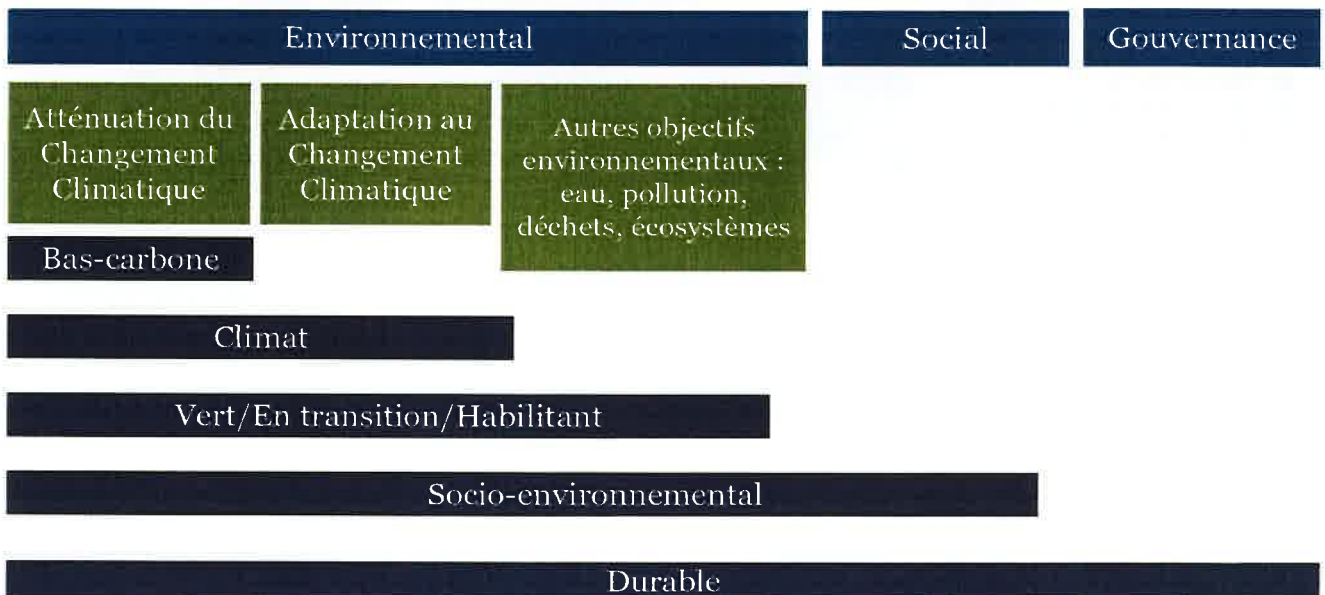 Environnemental
Social
Gouvernance
Atténuation du
Changement
Climatique
Adaptation au
Changement
Climatique
Autres objectifs
environnementaux :
eau, pollution,
déchets, écosystèmes
Bas-carbone
Climat
Vert/En transition/Habilitant
Socio-environnemental
Durable